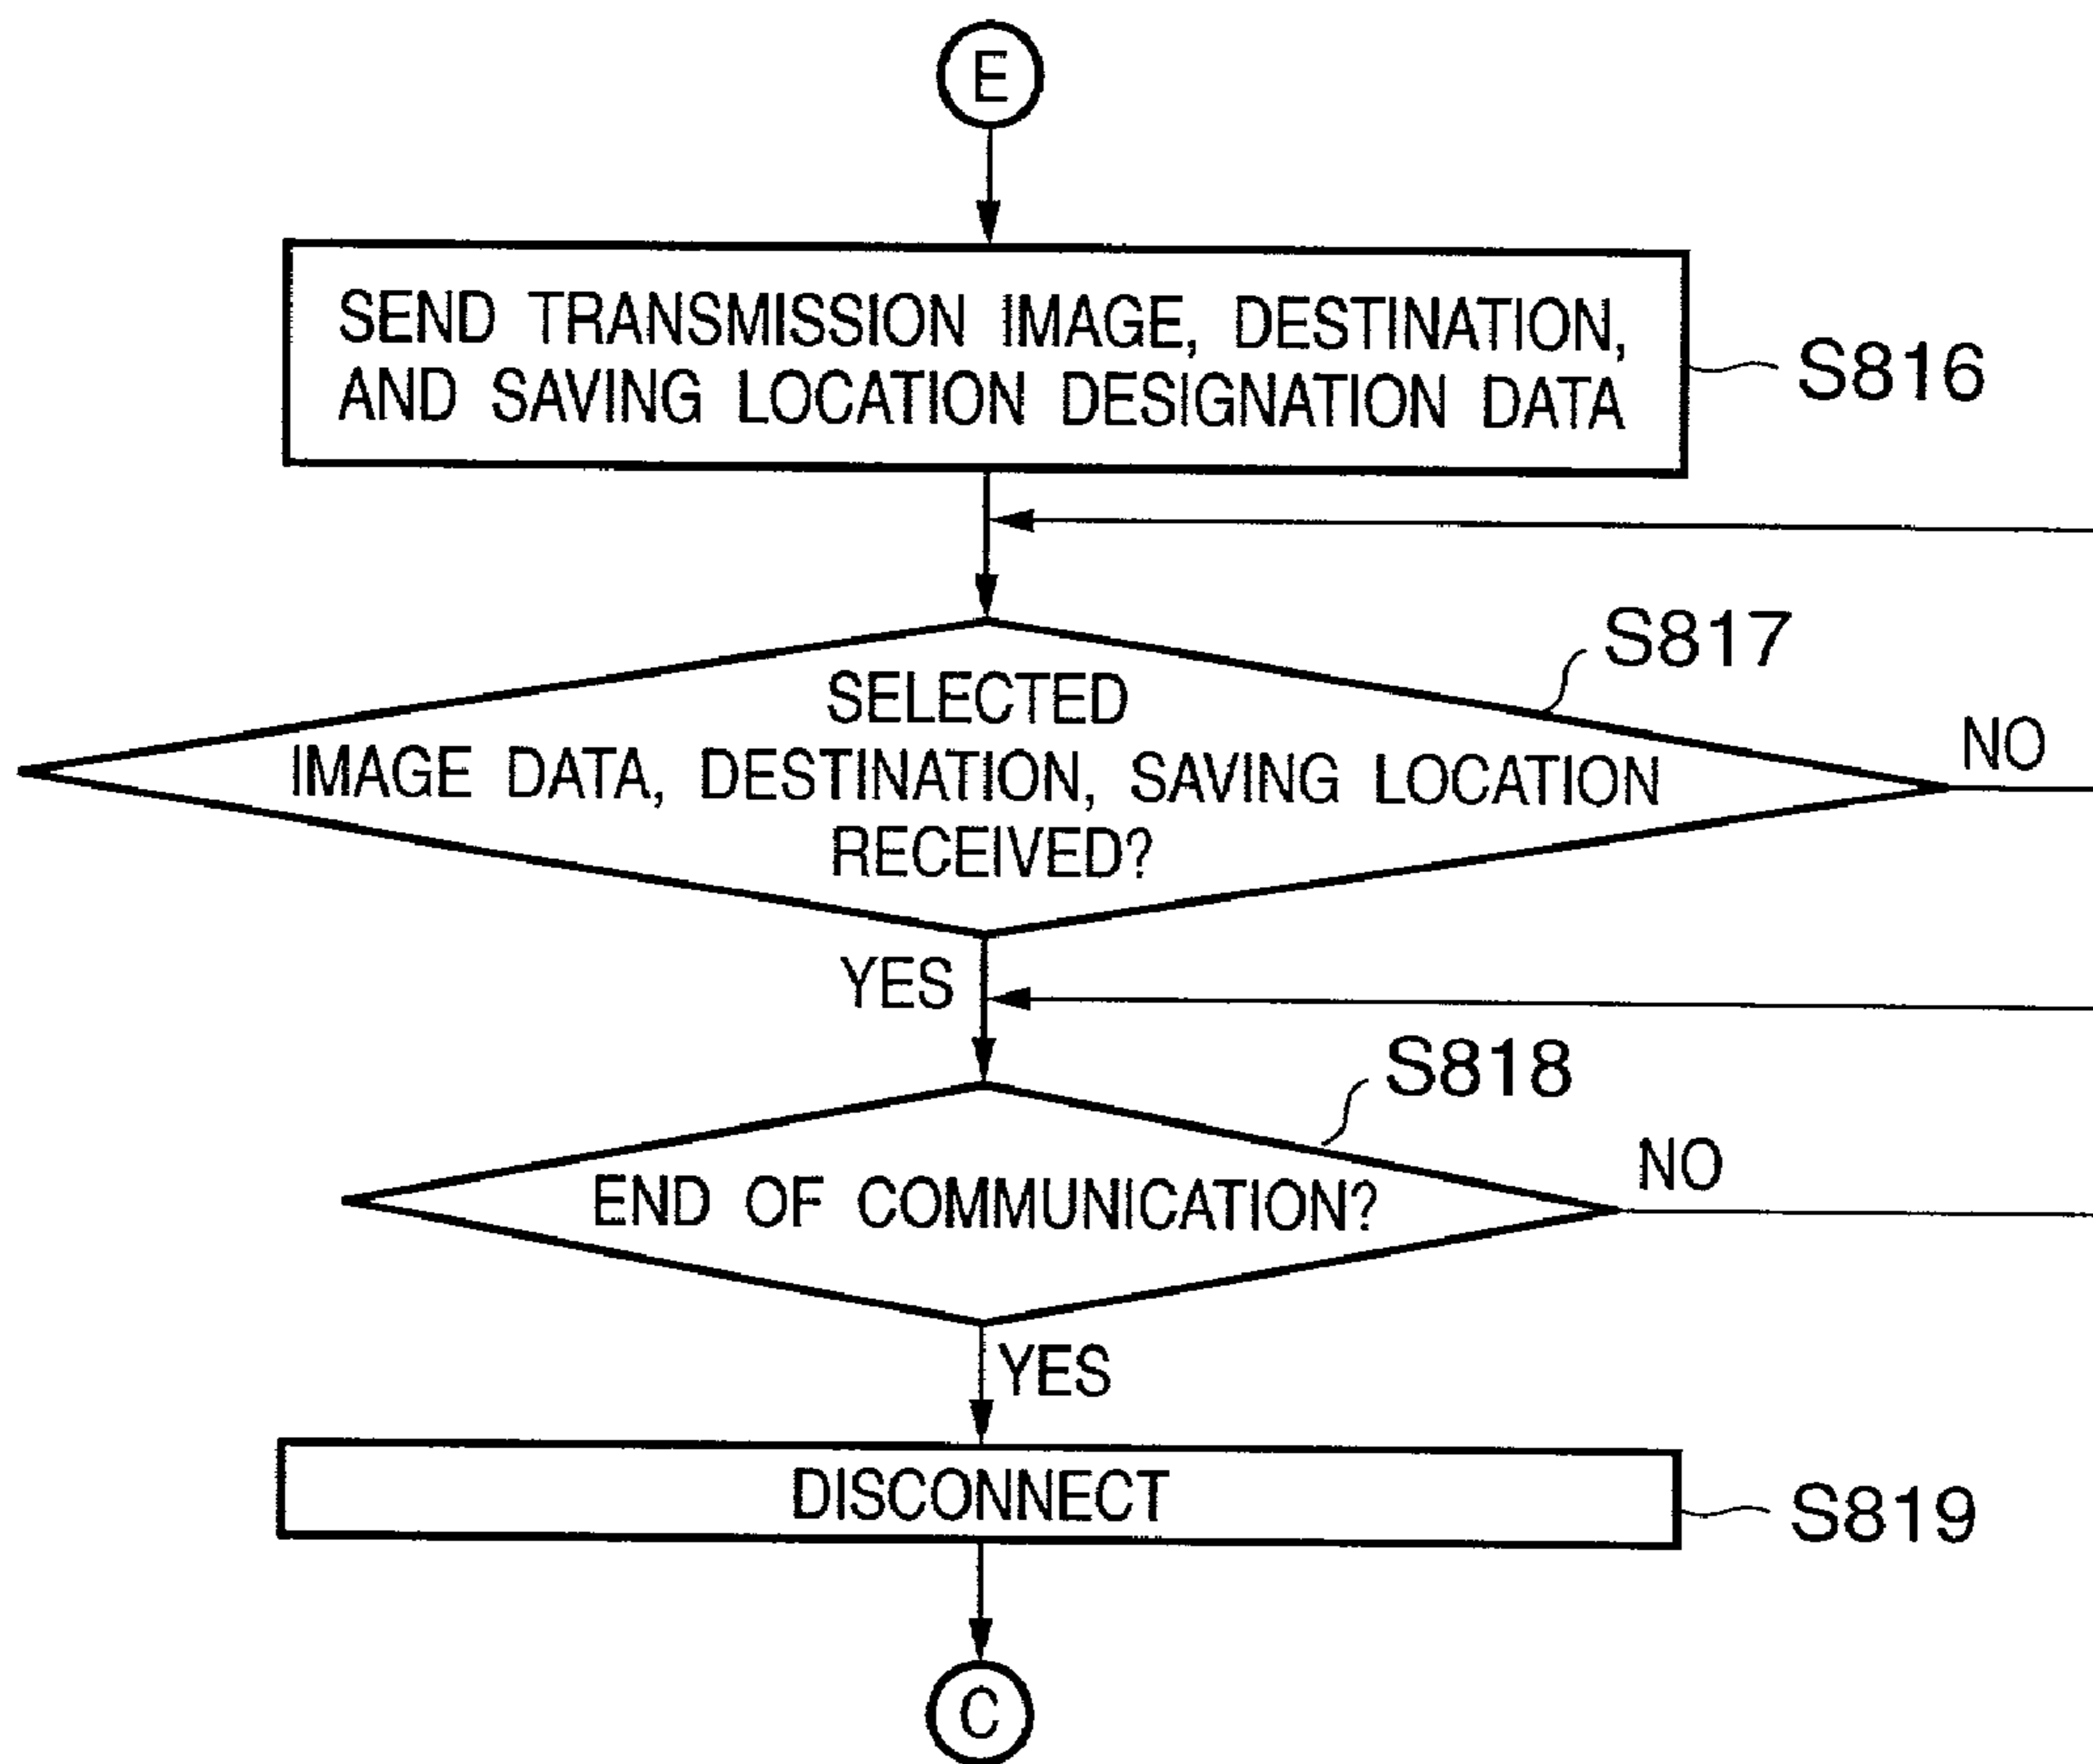 E
SEND TRANSMISSION IMAGE, DESTINATION,
AND SAVING LOCATION DESIGNATION DATA
S816
S817
SELECTED
IMAGE DATA, DESTINATION, SAVING LOCATION
RECEIVED?
NO
YES
S818
END OF COMMUNICATION?
NO
YES
DISCONNECT
S819
C